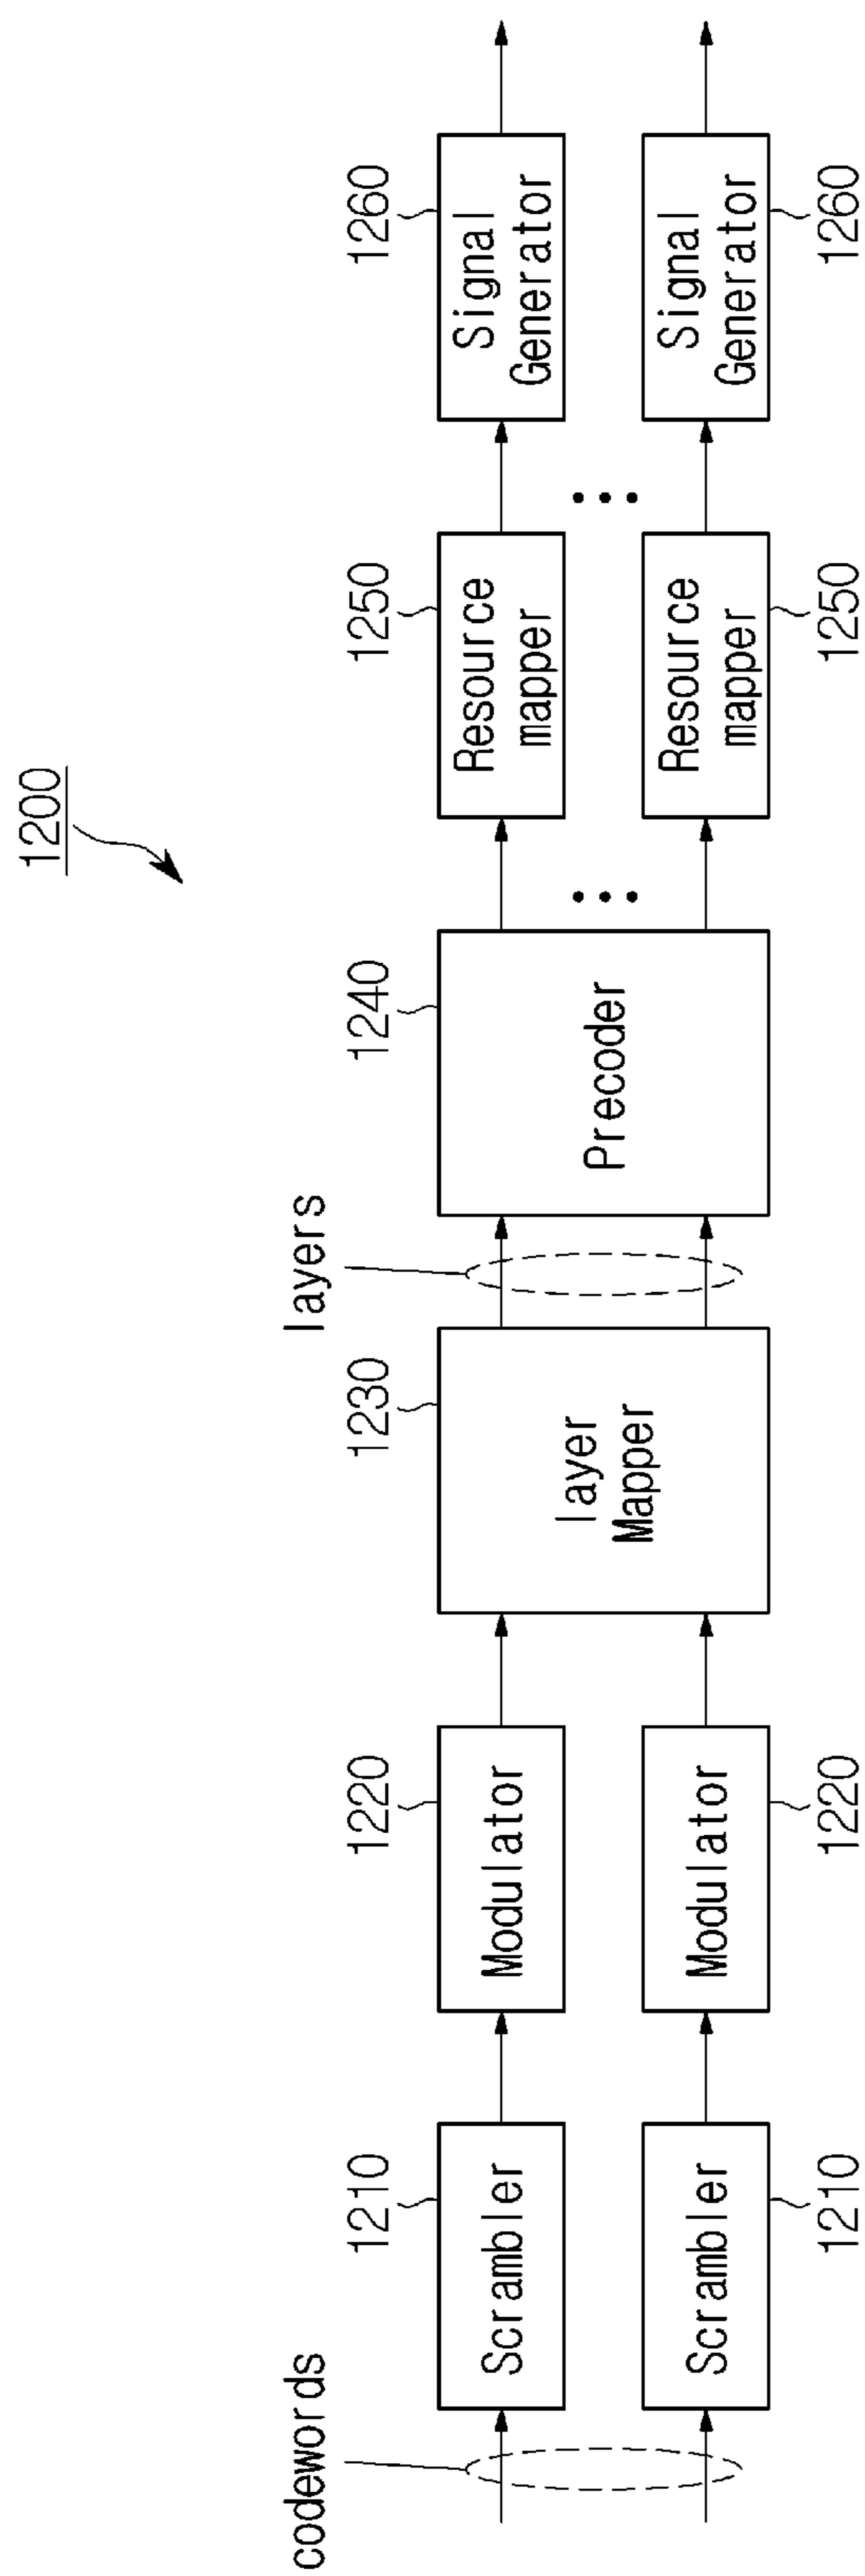 1200
codewords
1210
Scrambler
Scrambler
1210
1220
Modulator
Modulator
1220
1230
layer
Mapper
layers
1240
Precoder
1250
Resource
mapper
Resource
mapper
1250
1260
Signal
Generator
Signal
Generator
1260